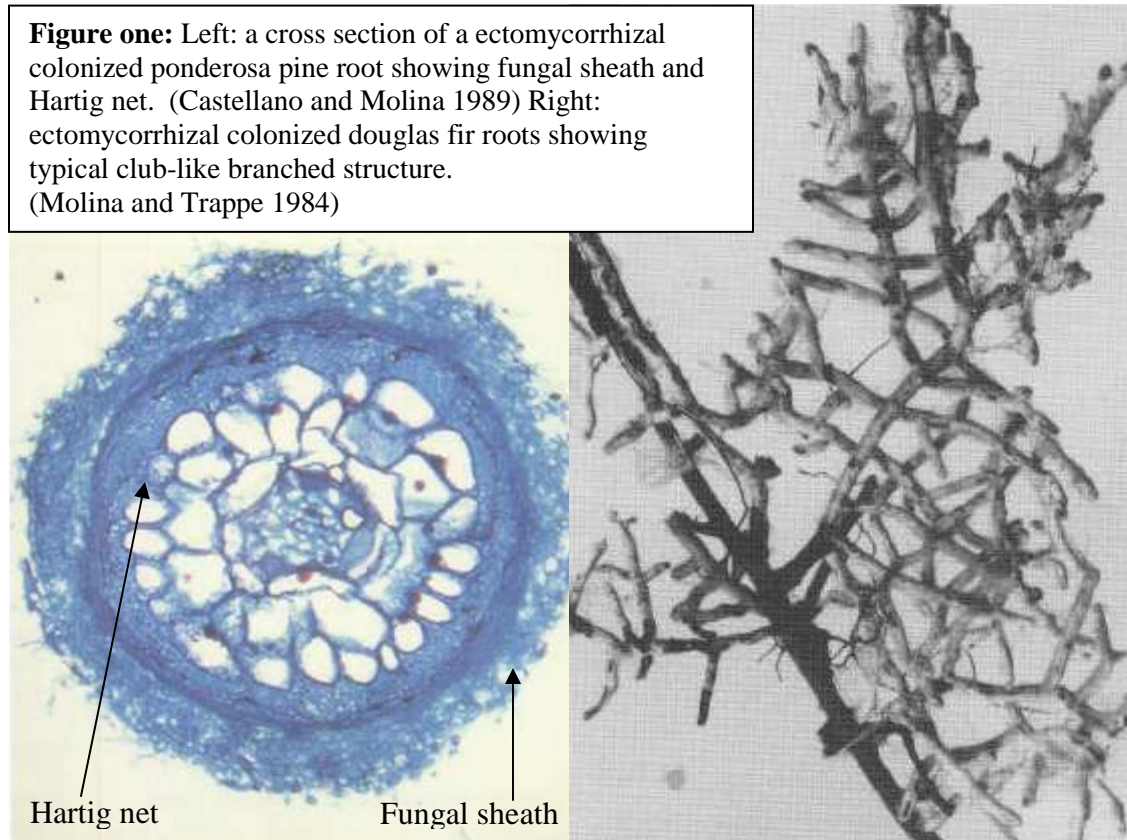 Figure one: Left: a cross section of a ectomycorrhizal
colonized ponderosa pine root showing fungal sheath and
Hartig net.  (Castellano and Molina 1989) Right:
ectomycorrhizal colonized douglas fir roots showing
typical club-like branched structure.
(Molina and Trappe 1984)
Hartig net
Fungal sheath